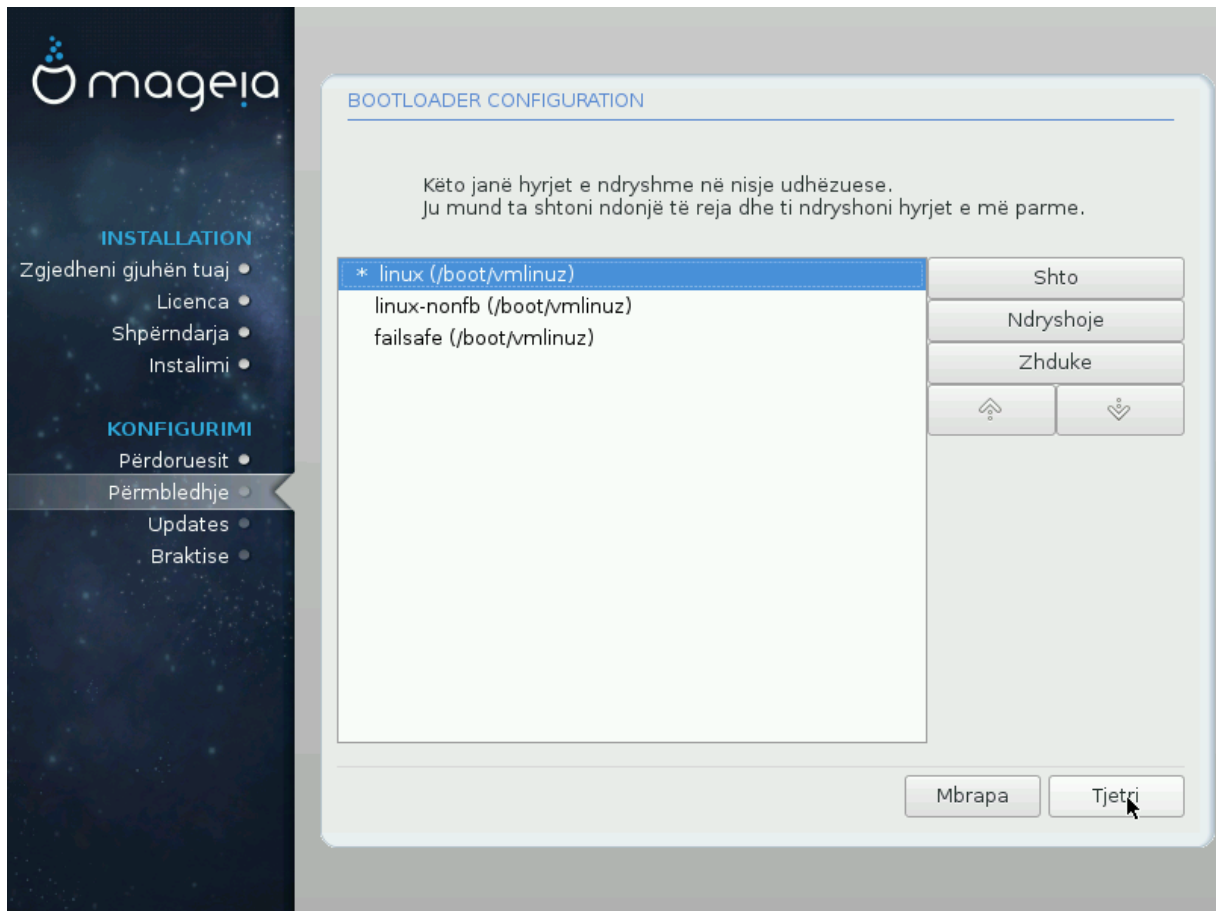 mageia
INSTALLATION
Zgjedheni gjuhën tuaj
Licenca
Shpërndarja
Instalimi
KONFIGURIMI
Përdoruesit
Përmbledhje
Updates
Braktise
BOOTLOADER CONFIGURATION
Këto janë hyrjet e ndryshme në nisje udhëzuese.
Ju mund ta shtoni ndonjë të reja dhe ti ndryshoni hyrjet e më parme.
* linux (/boot/vmlinuz)
linux-nonfb (/boot/vmlinuz)
failsafe (/boot/vmlinuz)
Shto
Ndryshoje
Zhduke
Mbrapa
Tjetri